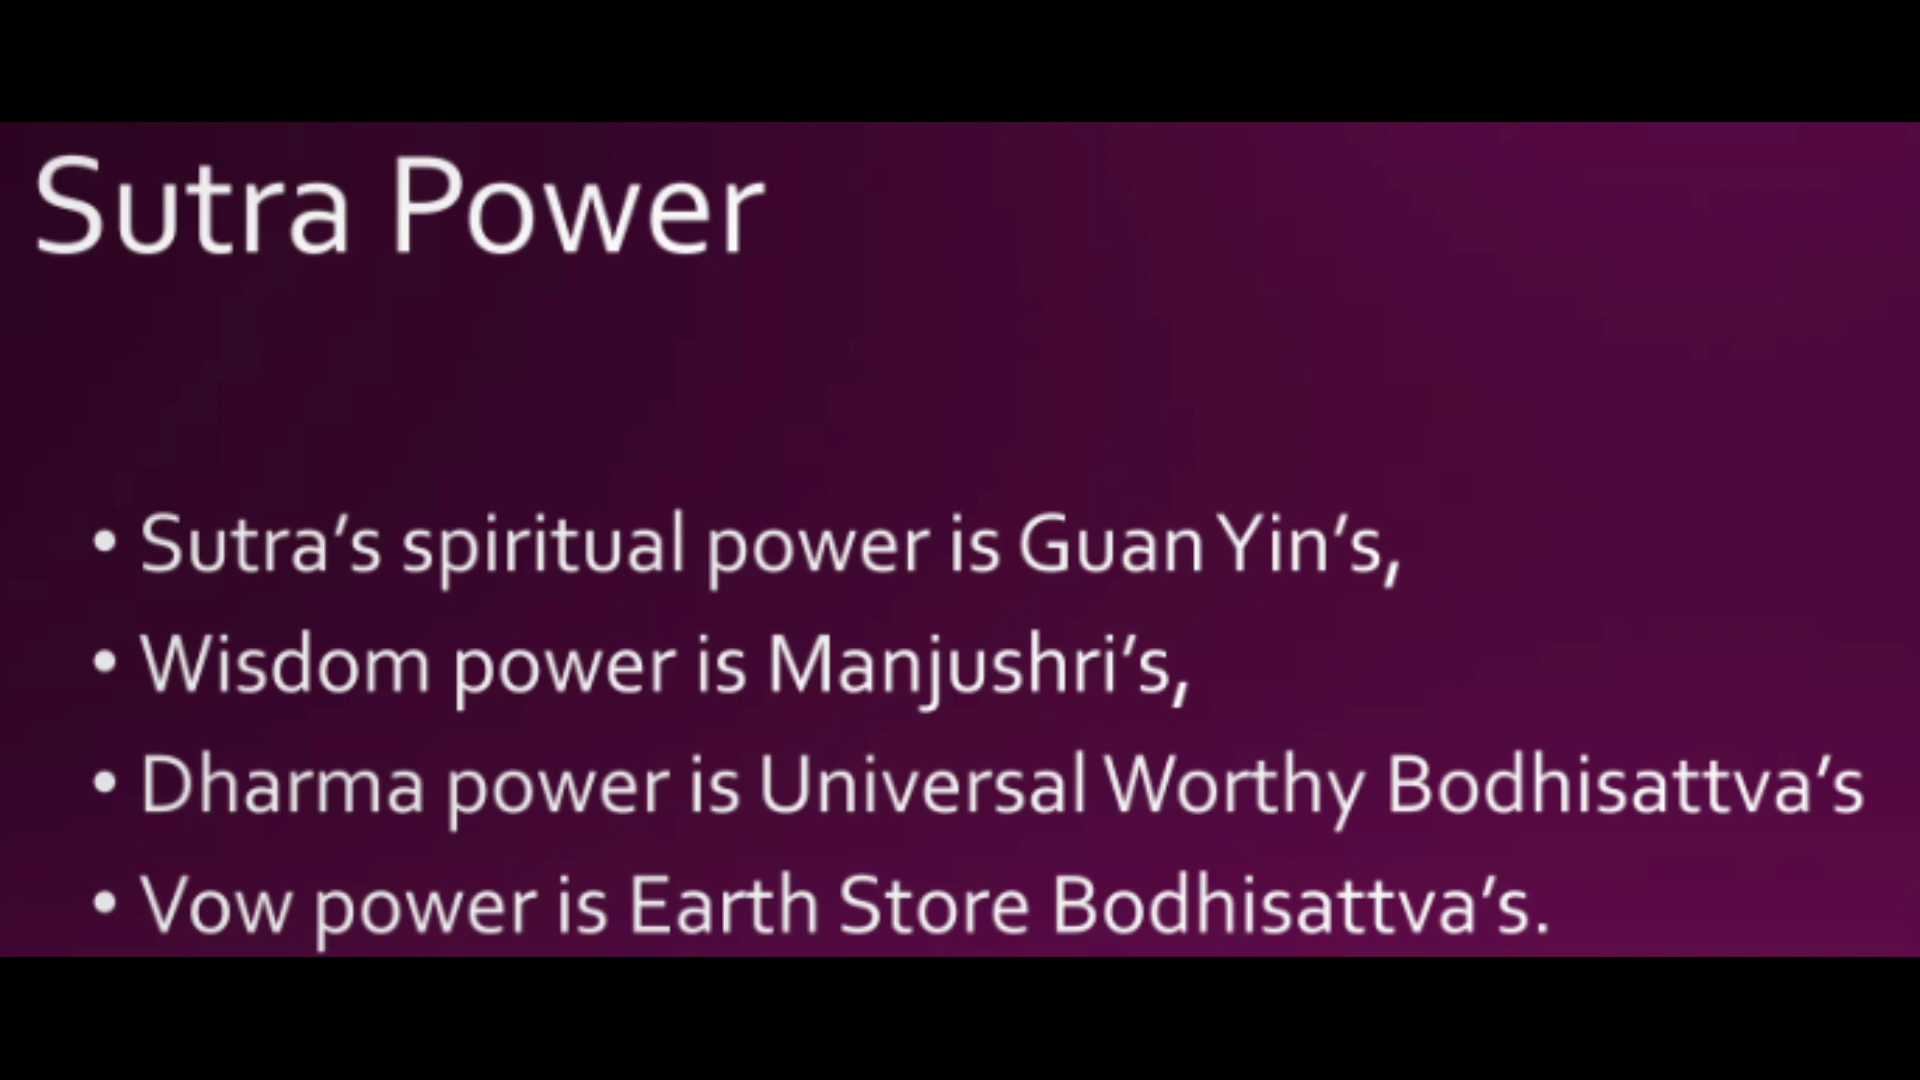 Sutra Power
• Sutra’s spiritual power is Guan Yin’s,
• Wisdom power is Manjushri’s,
• Dharma power is Universal Worthy Bodhisattva’s
• Vow power is Earth Store Bodhisattva’s.